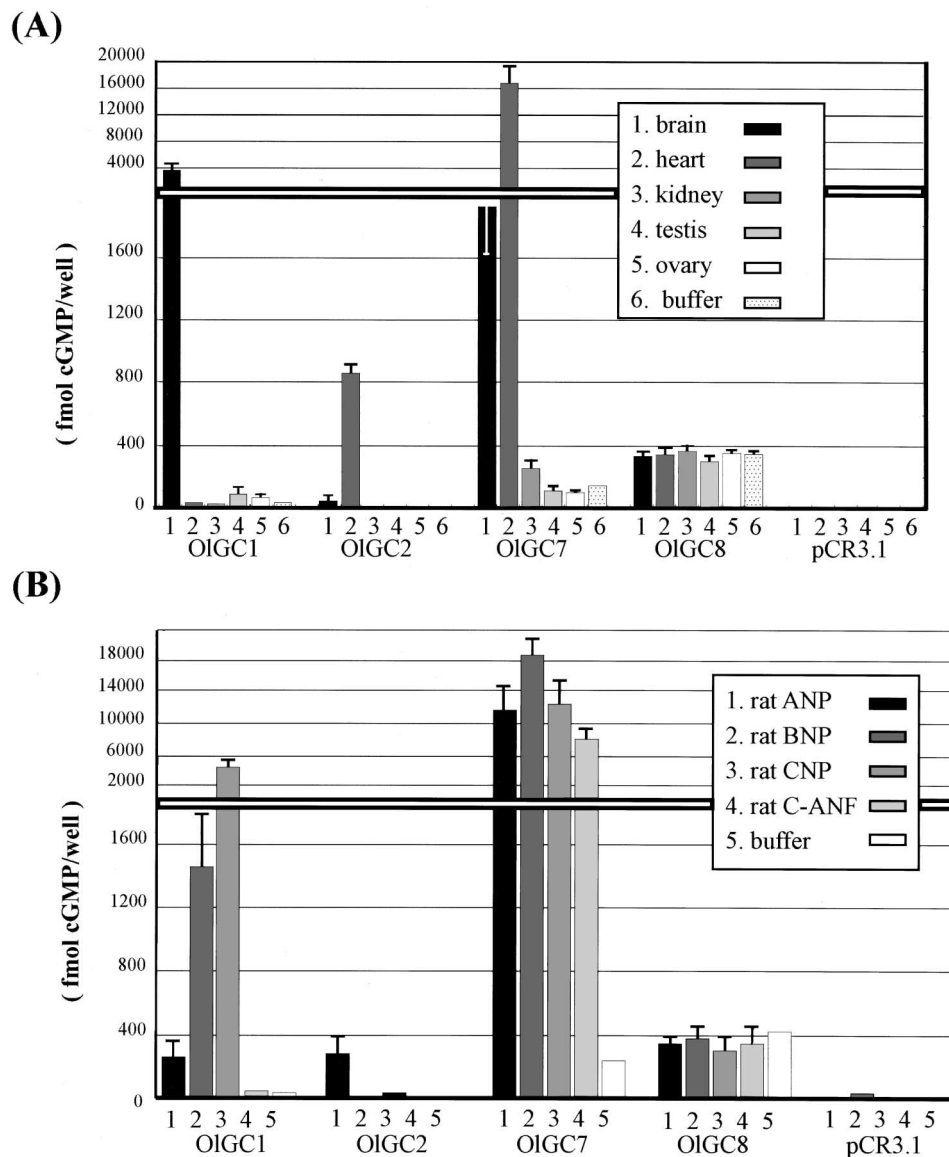 (A)
( fmol cGMP/well )
20000
16000
12000
8000
4000
1600
1200
800
400
0
1. brain
2. heart
3. kidney
4. testis
5. ovary
6. buffer
1 2 3 4 5 6 1 2 3 4 5 6 1 2 3 4 5 6 1 2 3 4 5 6 1 2 3 4 5 6
OlGC1 OlGC2 OlGC7 OlGC8 pCR3.1
(B)
( fmol cGMP/well )
18000
14000
10000
6000
2000
1600
1200
800
400
0
1. rat ANP
2. rat BNP
3. rat CNP
4. rat C-ANF
5. buffer
1 2 3 4 5 1 2 3 4 5 1 2 3 4 5 1 2 3 4 5 1 2 3 4 5
OlGC1 OlGC2 OlGC7 OlGC8 pCR3.1